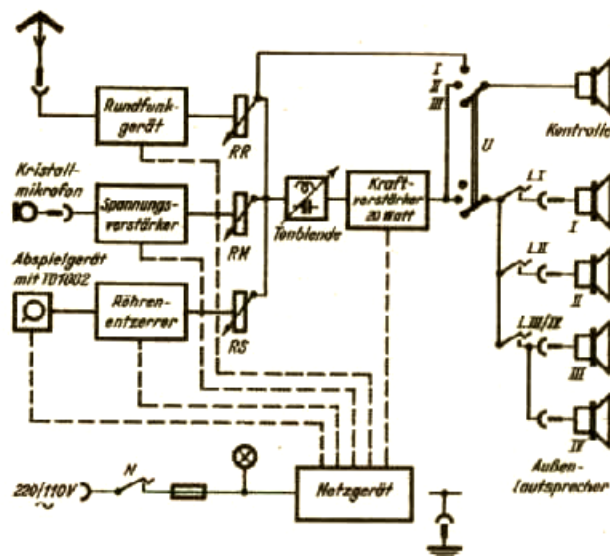 Rundfunk-
gerät
RR
I
II
III
U
Kontrolle
Kristall-
mikrofon
Spannungs-
verstärker
RM
Tonblende
Kraft-
verstärker
20 Watt
L.I
I
Abspielgerät
mit TO1002
Röhren-
entzerrer
RS
L.II
II
L.III/IV
III
IV
Außen-
lautsprecher
220/110V
~
N
Netzgerät